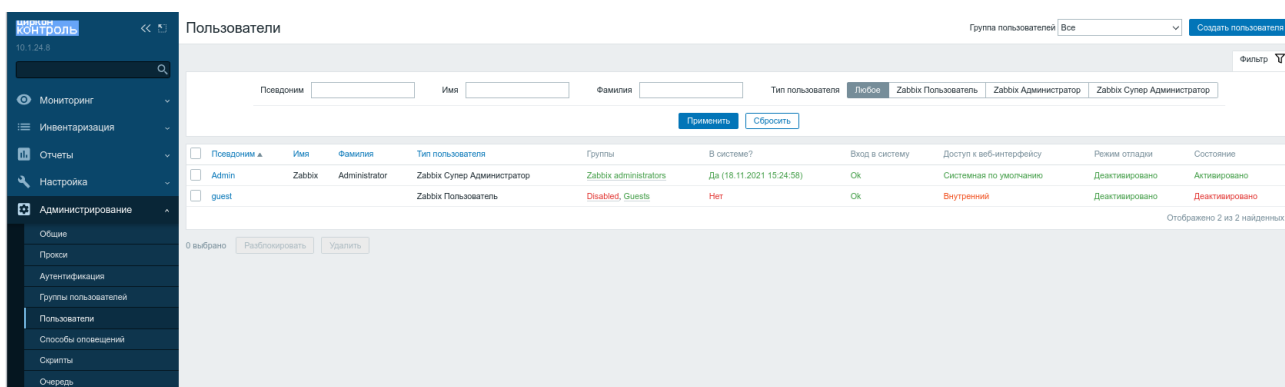 циркон
контроль
10.1.24.8
Мониторинг
Инвентаризация
Отчеты
Настройка
Администрирование
Общие
Прокси
Аутентификация
Группы пользователей
Пользователи
Способы оповещений
Скрипты
Очередь
Пользователи
Группа пользователей Все Создать пользователя
Фильтр
Псевдоним Имя Фамилия Тип пользователя Любое Zabbix Пользователь Zabbix Администратор Zabbix Супер Администратор
Применить Сбросить
Псевдоним Имя Фамилия Тип пользователя Группы В системе? Вход в систему Доступ к веб-интерфейсу Режим отладки Состояние
Admin Zabbix Administrator Zabbix Супер Администратор Zabbix administrators Да (18.11.2021 15:24:58) Ok Системная по умолчанию Деактивировано Активировано
guest Zabbix Пользователь Disabled, Guests Нет Ok Внутренний Деактивировано Деактивировано
Отображено 2 из 2 найденных
0 выбрано Разблокировать Удалить